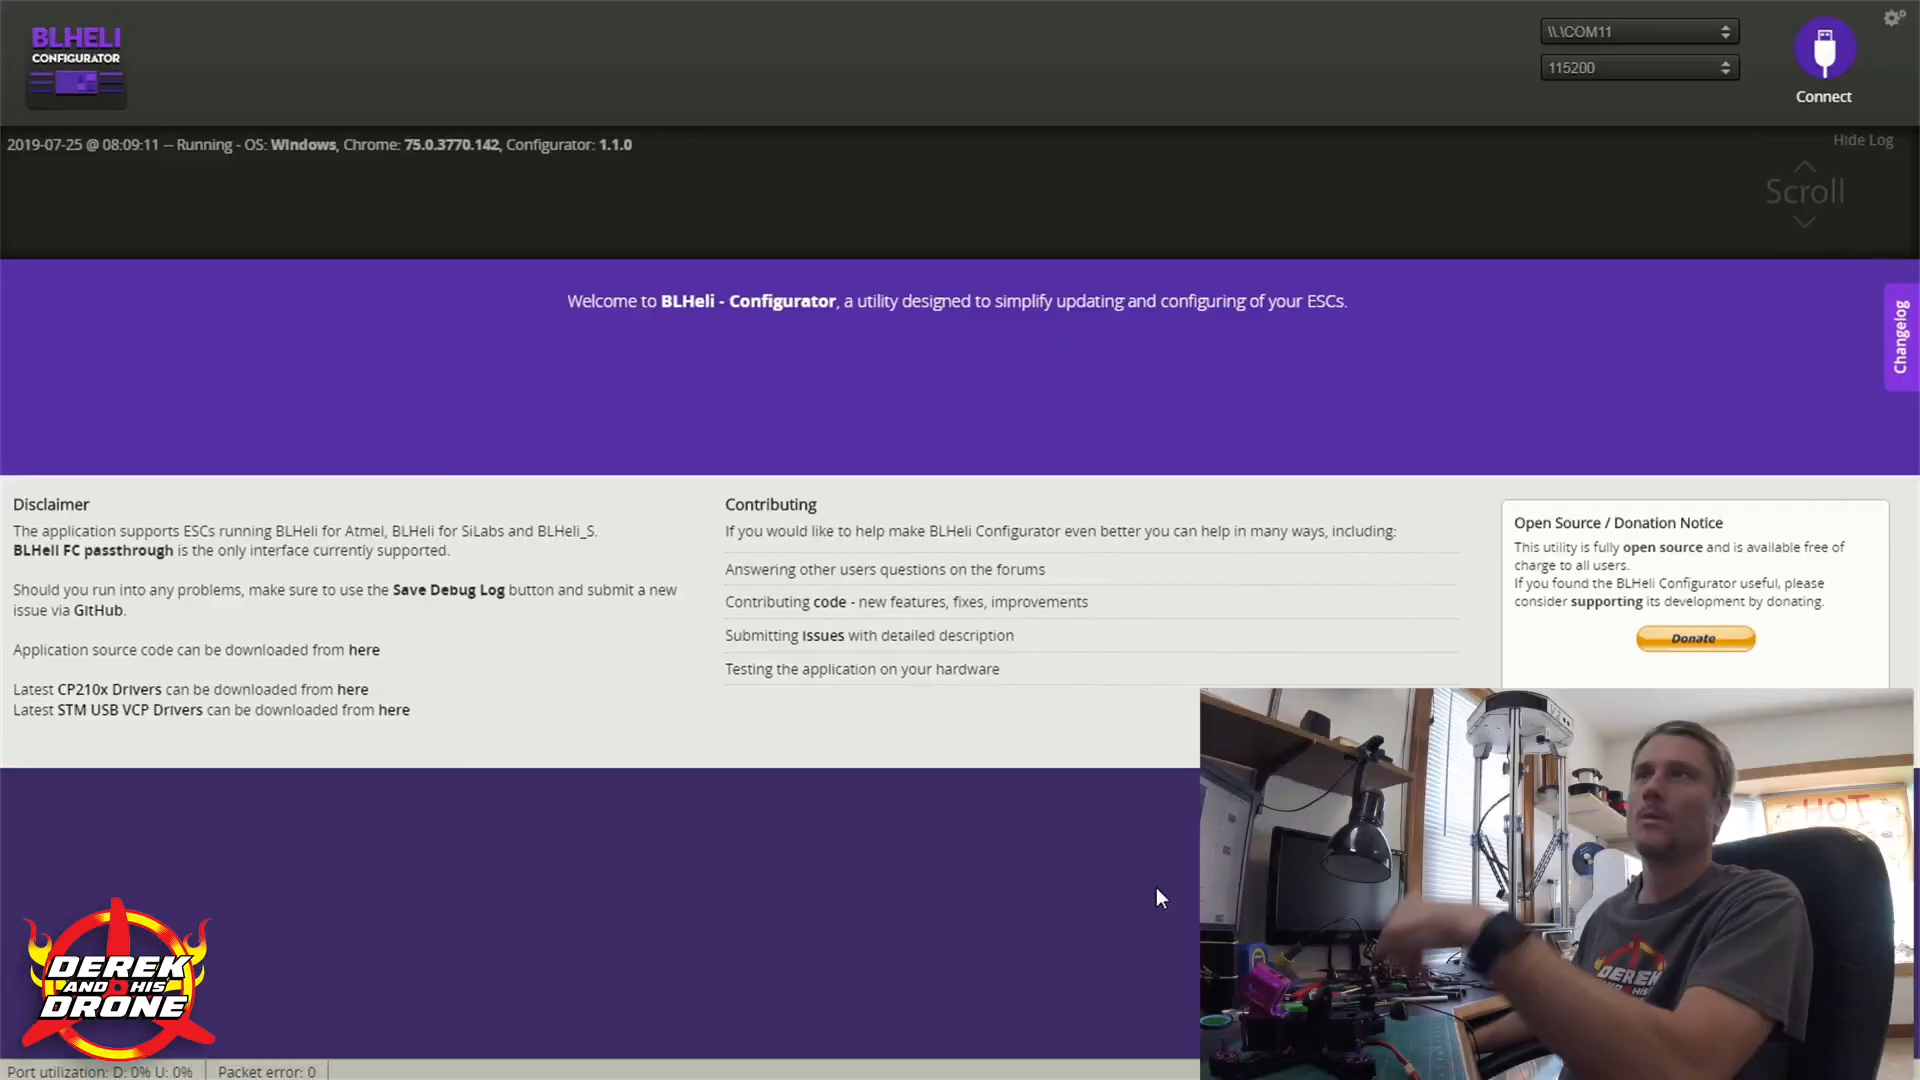 BLHELI
CONFIGURATOR
\\.\COM11
115200
Connect
2019-07-25 @ 08:09:11 -- Running - OS: Windows, Chrome: 75.0.3770.142, Configurator: 1.1.0
Hide Log
Scroll
Welcome to BLHeli - Configurator, a utility designed to simplify updating and configuring of your ESCs.
Changelog
Disclaimer
The application supports ESCs running BLHeli for Atmel, BLHeli for SiLabs and BLHeli_S.
BLHeli FC passthrough is the only interface currently supported.
Should you run into any problems, make sure to use the Save Debug Log button and submit a new
issue via GitHub.
Application source code can be downloaded from here
Latest CP210x Drivers can be downloaded from here
Latest STM USB VCP Drivers can be downloaded from here
Contributing
If you would like to help make BLHeli Configurator even better you can help in many ways, including:
Answering other users questions on the forums
Contributing code - new features, fixes, improvements
Submitting issues with detailed description
Testing the application on your hardware
Open Source / Donation Notice
This utility is fully open source and is available free of
charge to all users.
If you found the BLHeli Configurator useful, please
consider supporting its development by donating.
Donate
HOT
DEREK
AND HIS
DRONE
DEREK
AND HIS
DRONE
Port utilization: D: 0% U: 0%
Packet error: 0